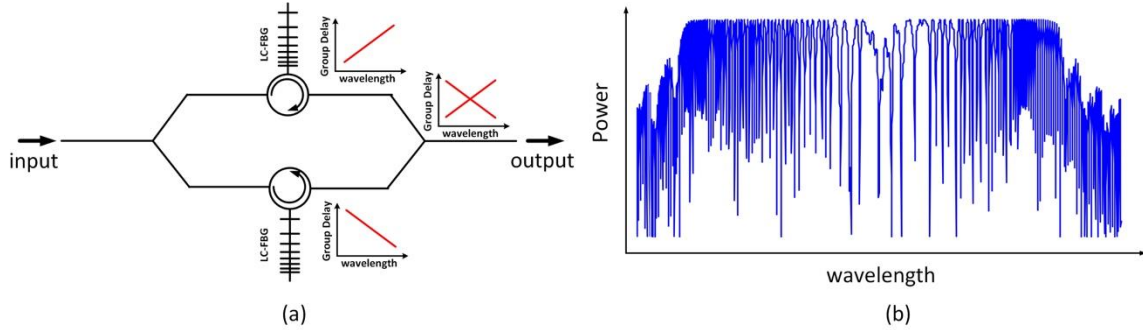 LC-FBG
Group Delay
wavelength
Group Delay
wavelength
input
output
LC-FBG
Group Delay
wavelength
(a)
Power
wavelength
(b)